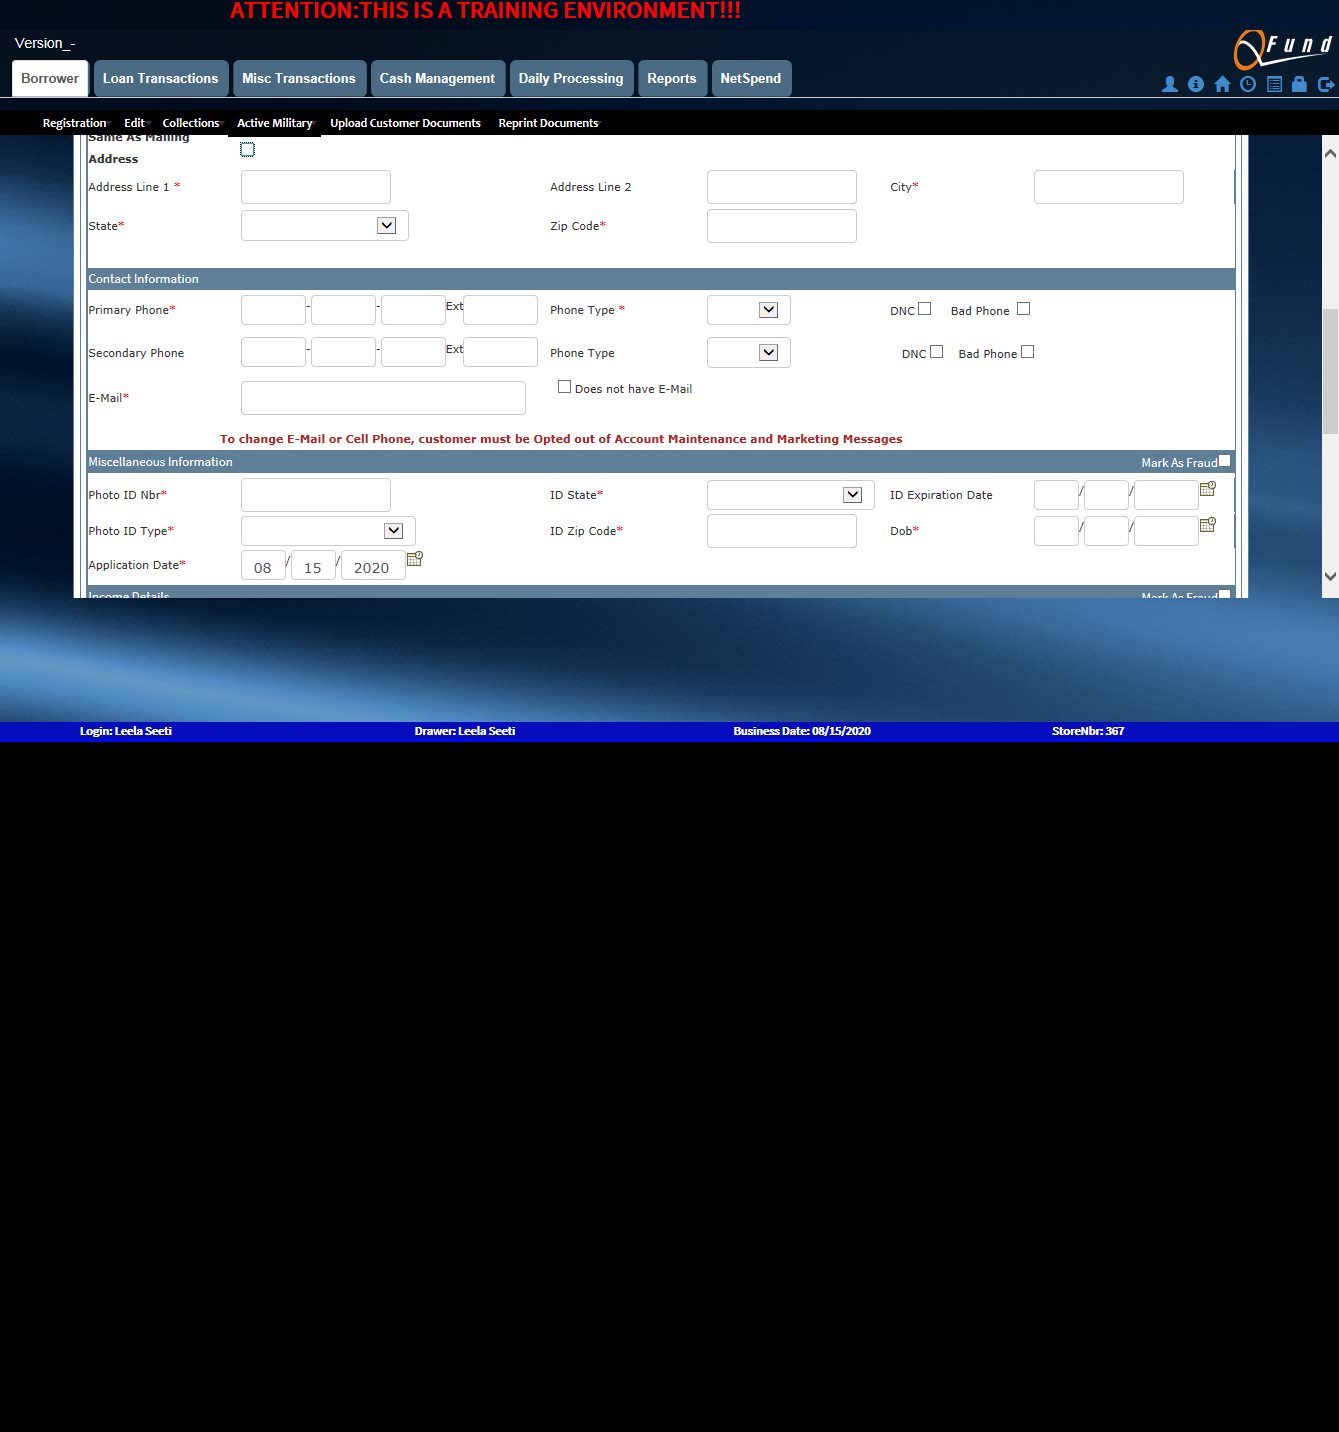 ATTENTION:THIS IS A TRAINING ENVIRONMENT!!!
Version_-
QFund
Borrower Loan Transactions Misc Transactions Cash Management Daily Processing Reports NetSpend
Registration Edit Collections Active Military Upload Customer Documents Reprint Documents
Same As Mailing
Address
Address Line 1 * Address Line 2 City*
State* Zip Code*
Contact Information
Primary Phone* - - Ext Phone Type * DNC Bad Phone
Secondary Phone - - Ext Phone Type DNC Bad Phone
E-Mail* Does not have E-Mail
To change E-Mail or Cell Phone, customer must be Opted out of Account Maintenance and Marketing Messages
Miscellaneous Information Mark As Fraud
Photo ID Nbr* ID State* ID Expiration Date / /
Photo ID Type* ID Zip Code* Dob* / /
Application Date* 08 / 15 / 2020
Income Details Mark As Fraud
Login: Leela Seeti Drawer: Leela Seeti Business Date: 08/15/2020 StoreNbr: 367